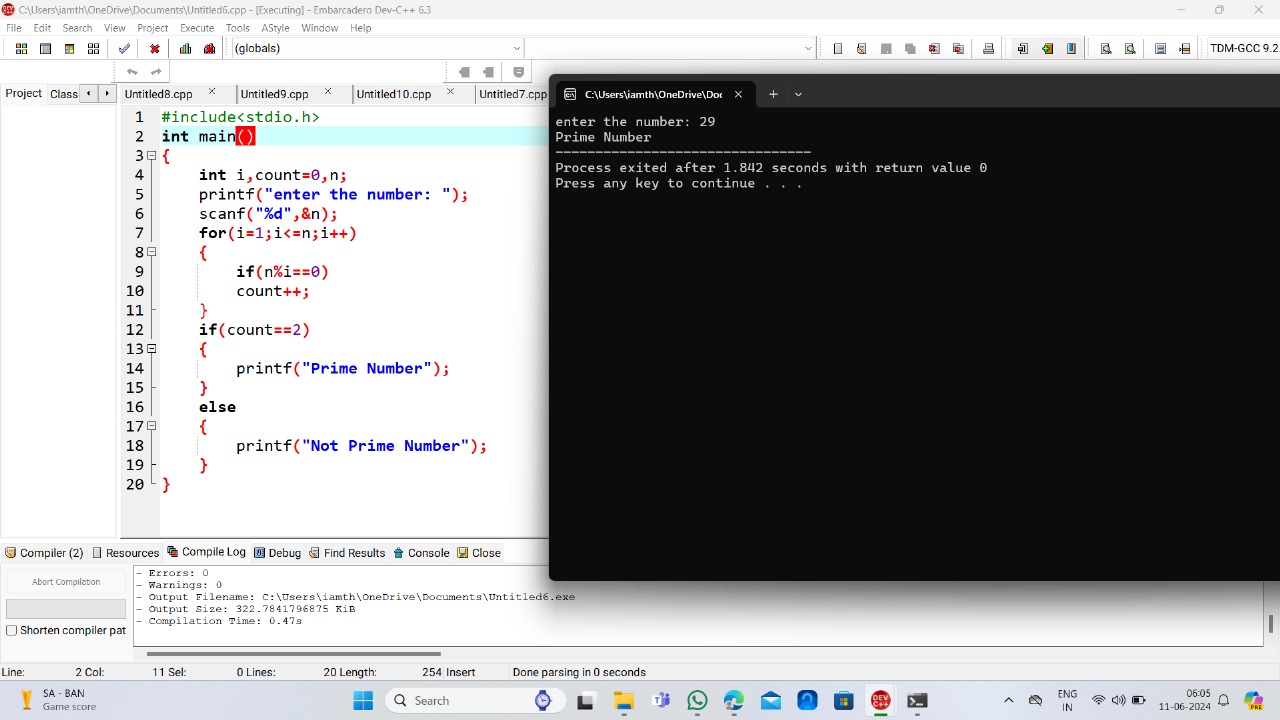 C:\Users\iamth\OneDrive\Documents\Untitled6.cpp - [Executing] - Embarcadero Dev-C++ 6.3
File Edit Search View Project Execute Tools AStyle Window Help
(globals)
TDM-GCC 9.2
Project Class
Untitled8.cpp Untitled9.cpp Untitled10.cpp Untitled7.cpp
1 #include<stdio.h>
2 int main()
3 {
4 int i,count=0,n;
5 printf("enter the number: ");
6 scanf("%d",&n);
7 for(i=1;i<=n;i++)
8 {
9 if(n%i==0)
10 count++;
11 }
12 if(count==2)
13 {
14 printf("Prime Number");
15 }
16 else
17 {
18 printf("Not Prime Number");
19 }
20 }
C:\Users\iamth\OneDrive\Doc
enter the number: 29
Prime Number
--------------------------------
Process exited after 1.842 seconds with return value 0
Press any key to continue . . .
Compiler (2) Resources Compile Log Debug Find Results Console Close
Abort Compilation
Shorten compiler pat
- Errors: 0
- Warnings: 0
- Output Filename: C:\Users\iamth\OneDrive\Documents\Untitled6.exe
- Output Size: 322.7841796875 KiB
- Compilation Time: 0.47s
Line: 2 Col: 11 Sel: 0 Lines: 20 Length: 254 Insert Done parsing in 0 seconds
SA - BAN
Game score
Search
DEV C++
ENG
IN
06:05
11-06-2024
PRE